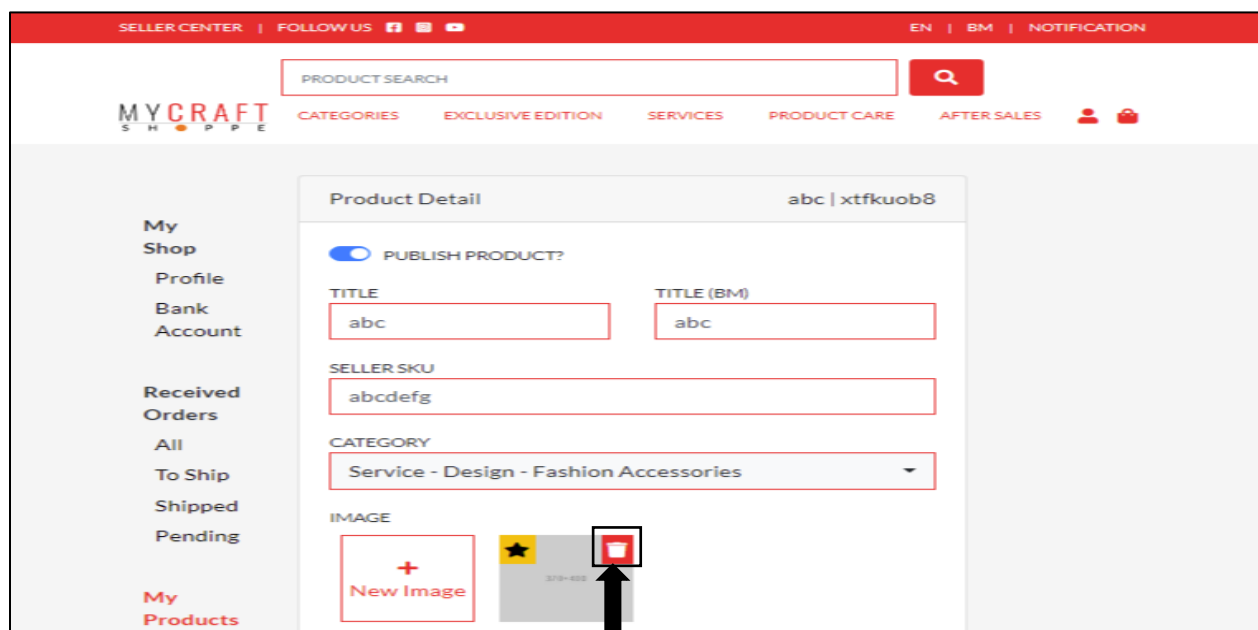 SELLER CENTER | FOLLOW US
EN | BM | NOTIFICATION
PRODUCT SEARCH
MYCRAFT
SHOPPE
CATEGORIES EXCLUSIVE EDITION SERVICES PRODUCT CARE AFTER SALES
My
Shop
Profile
Bank
Account
Received
Orders
All
To Ship
Shipped
Pending
My
Products
Product Detail abc | xtfkuob8
PUBLISH PRODUCT?
TITLE TITLE (BM)
abc abc
SELLER SKU
abcdefg
CATEGORY
Service - Design - Fashion Accessories
IMAGE
+
New Image